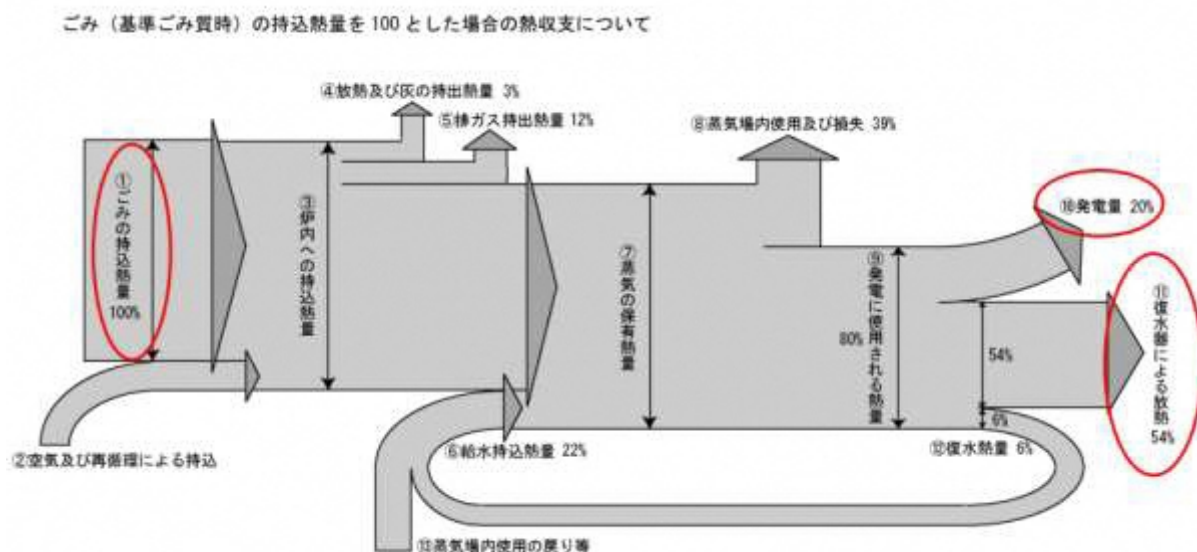 ごみ（基準ごみ質時）の持込熱量を100とした場合の熱収支について
④放熱及び灰の持出熱量 3%
⑤排ガス持出熱量 12%
⑧蒸気場内使用及び損失 39%
①ごみの持込熱量
100%
③炉内への持込熱量
⑦蒸気の保有熱量
⑨発電に使用される熱量
80%
⑩発電量 20%
⑪復水器による放熱
54%
54%
6%
②空気及び再循環による持込
⑥給水持込熱量 22%
⑫復水熱量 6%
⑬蒸気場内使用の戻り等